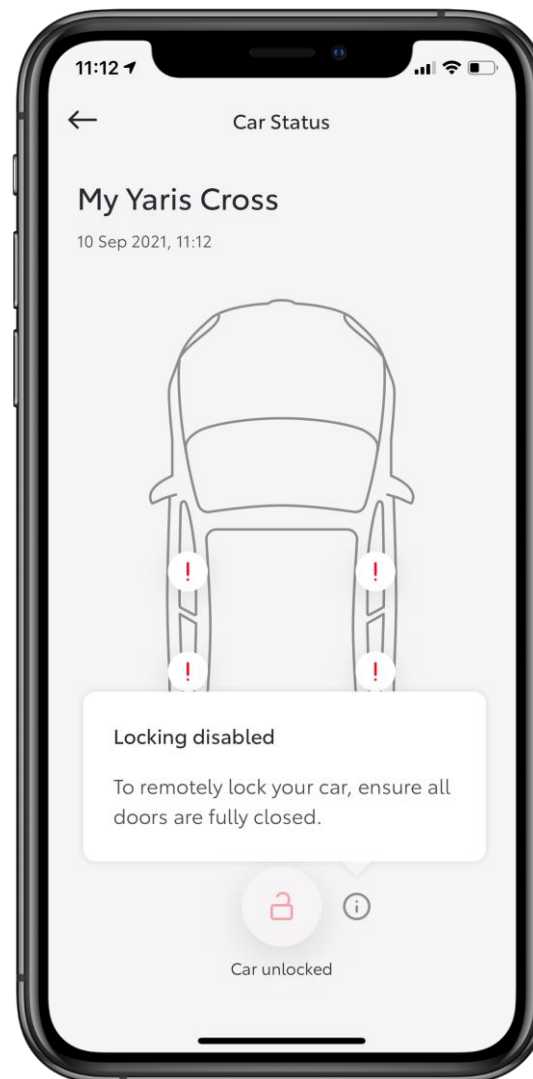 11:12
Car Status
My Yaris Cross
10 Sep 2021, 11:12
!
!
!
!
Locking disabled
To remotely lock your car, ensure all
doors are fully closed.
i
Car unlocked